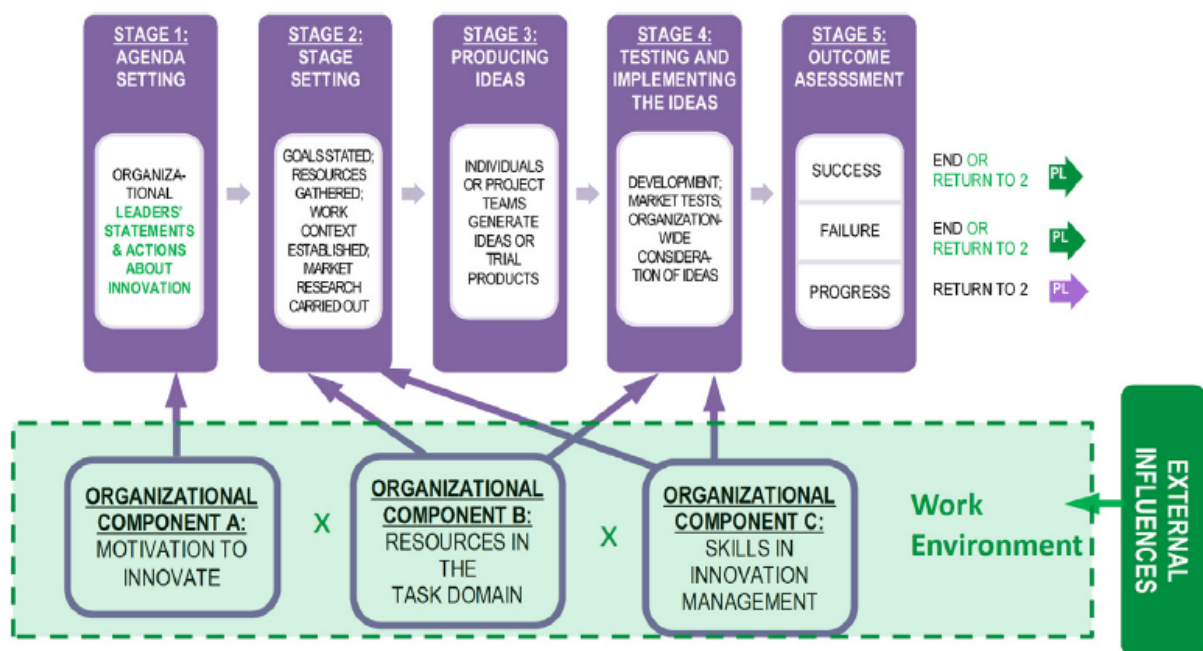 STAGE 1:
AGENDA
SETTING
ORGANIZA-
TIONAL
LEADERS'
STATEMENTS
& ACTIONS
ABOUT
INNOVATION
STAGE 2:
STAGE
SETTING
GOALS STATED;
RESOURCES
GATHERED;
WORK
CONTEXT
ESTABLISHED;
MARKET
RESEARCH
CARRIED OUT
STAGE 3:
PRODUCING
IDEAS
INDIVIDUALS
OR PROJECT
TEAMS
GENERATE
IDEAS OR
TRIAL
PRODUCTS
STAGE 4:
TESTING AND
IMPLEMENTING
THE IDEAS
DEVELOPMENT;
MARKET TESTS;
ORGANIZATION-
WIDE
CONSIDERA-
TION OF IDEAS
STAGE 5:
OUTCOME
ASESSSMENT
SUCCESS
FAILURE
PROGRESS
END OR
RETURN TO 2
PL
END OR
RETURN TO 2
PL
RETURN TO 2
PL
ORGANIZATIONAL
COMPONENT A:
MOTIVATION TO
INNOVATE
X
ORGANIZATIONAL
COMPONENT B:
RESOURCES IN
THE
TASK DOMAIN
X
ORGANIZATIONAL
COMPONENT C:
SKILLS IN
INNOVATION
MANAGEMENT
Work
Environment
EXTERNAL
INFLUENCES